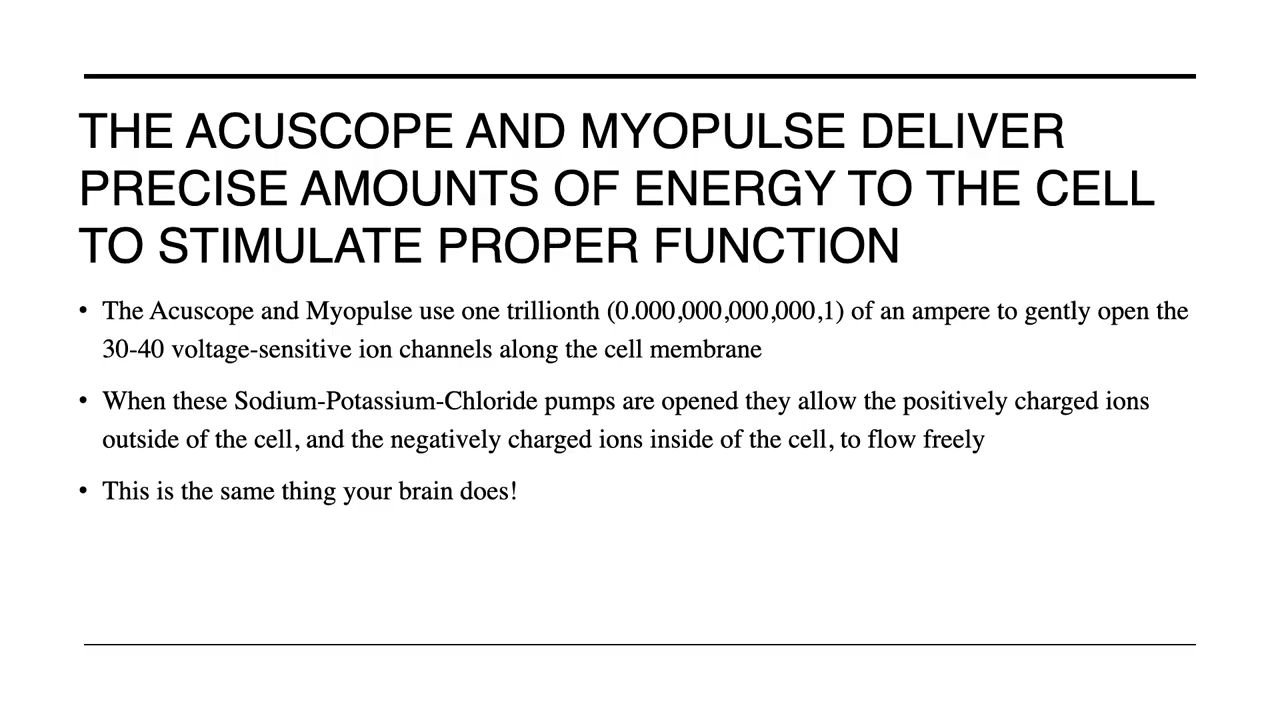 THE ACUSCOPE AND MYOPULSE DELIVER
PRECISE AMOUNTS OF ENERGY TO THE CELL
TO STIMULATE PROPER FUNCTION
• The Acuscope and Myopulse use one trillionth (0.000,000,000,000,1) of an ampere to gently open the
30-40 voltage-sensitive ion channels along the cell membrane
• When these Sodium-Potassium-Chloride pumps are opened they allow the positively charged ions
outside of the cell, and the negatively charged ions inside of the cell, to flow freely
• This is the same thing your brain does!